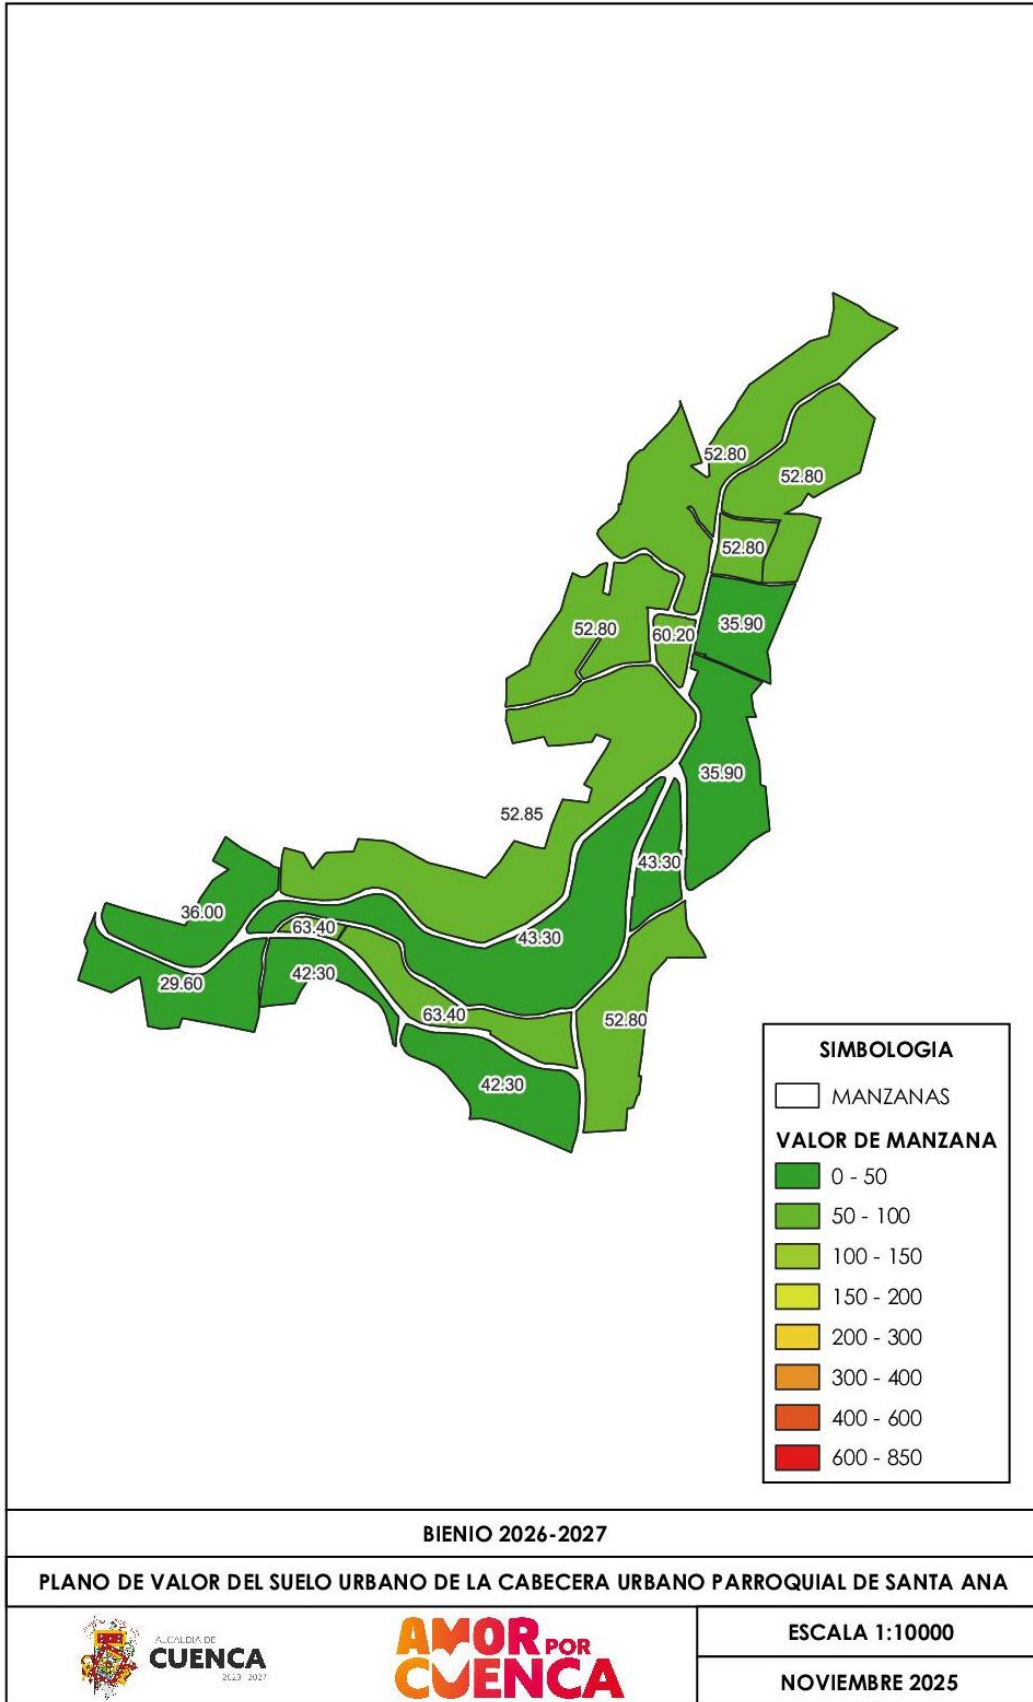 52.80
52.80
52.80
35.90
52.80
60.20
35.90
52.85
43.30
36.00
63.40
43.30
29.60
42.30
63.40
52.80
42.30
SIMBOLOGIA
MANZANAS
VALOR DE MANZANA
0 - 50
50 - 100
100 - 150
150 - 200
200 - 300
300 - 400
400 - 600
600 - 850
BIENIO 2026-2027
PLANO DE VALOR DEL SUELO URBANO DE LA CABECERA URBANO PARROQUIAL DE SANTA ANA
ALCALDÍA DE
CUENCA
2023 - 2027
AMOR POR
CUENCA
ESCALA 1:10000
NOVIEMBRE 2025